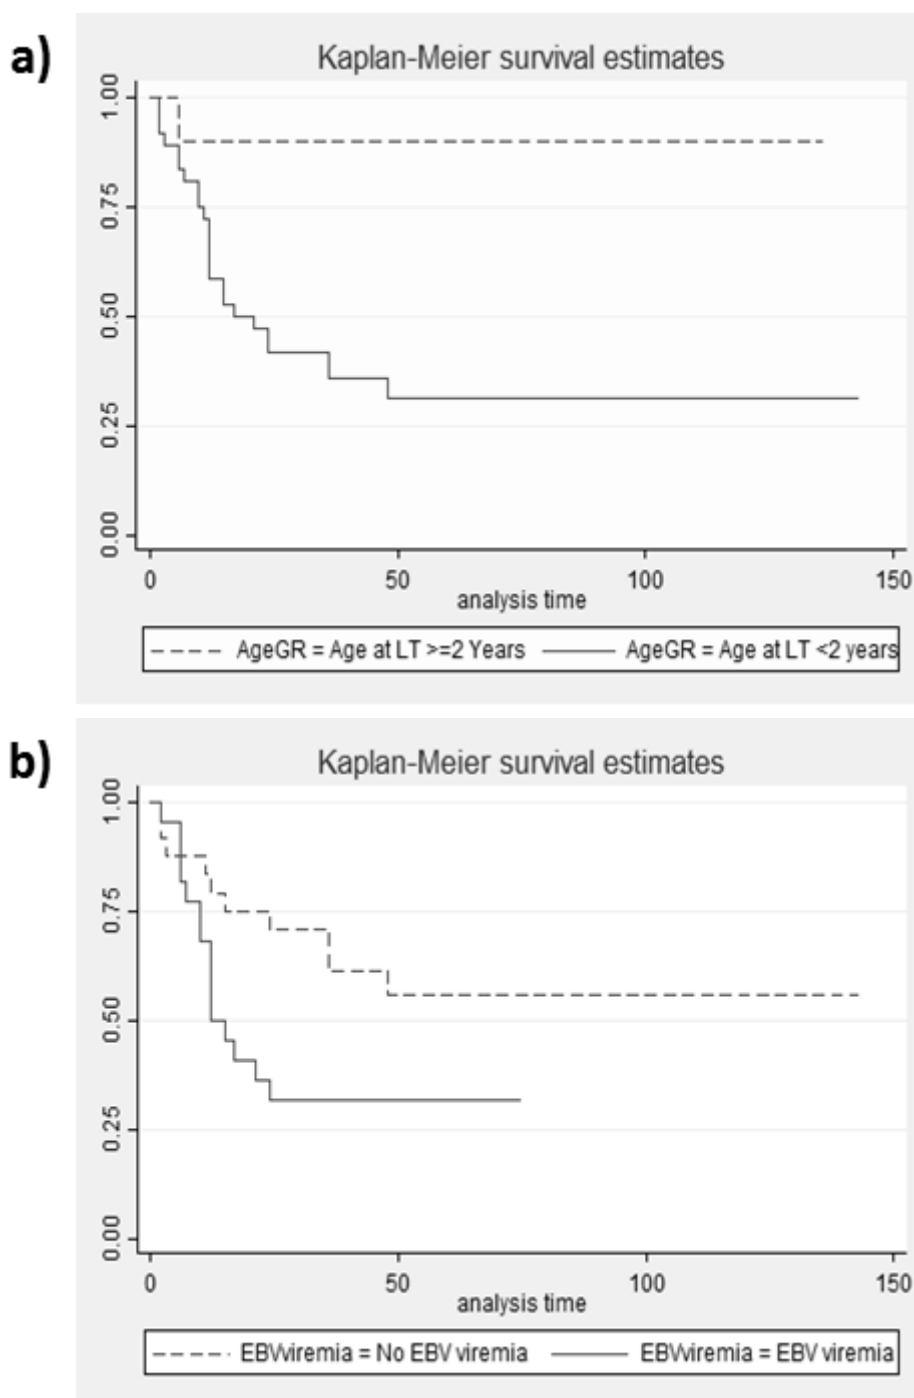 a)
Kaplan-Meier survival estimates
1.00
0.75
0.50
0.25
0.00
0 50 100 150
analysis time
AgeGR = Age at LT >=2 Years AgeGR = Age at LT <2 years
b)
Kaplan-Meier survival estimates
1.00
0.75
0.50
0.25
0.00
0 50 100 150
analysis time
EBVviremia = No EBV viremia EBVviremia = EBV viremia